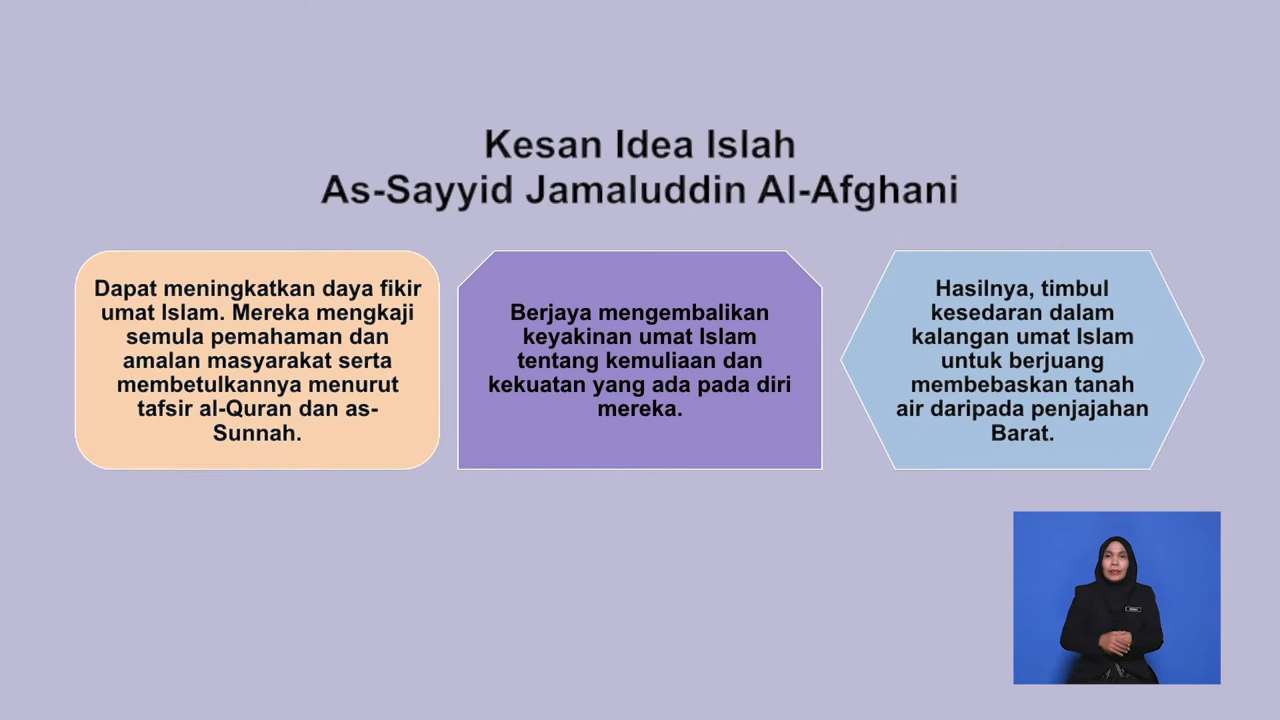 Kesan Idea Islah
As-Sayyid Jamaluddin Al-Afghani
Dapat meningkatkan daya fikir
umat Islam. Mereka mengkaji
semula pemahaman dan
amalan masyarakat serta
membetulkannya menurut
tafsir al-Quran dan as-
Sunnah.
Berjaya mengembalikan
keyakinan umat Islam
tentang kemuliaan dan
kekuatan yang ada pada diri
mereka.
Hasilnya, timbul
kesedaran dalam
kalangan umat Islam
untuk berjuang
membebaskan tanah
air daripada penjajahan
Barat.